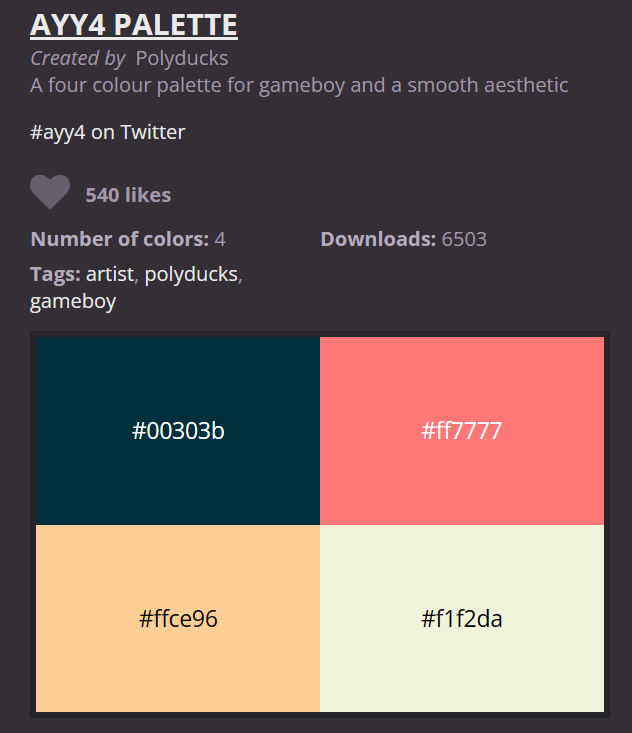 AYY4 PALETTE
Created by Polyducks
A four colour palette for gameboy and a smooth aesthetic
#ayy4 on Twitter
540 likes
Number of colors: 4 Downloads: 6503
Tags: artist, polyducks,
gameboy
#00303b #ff7777
#ffce96 #f1f2da